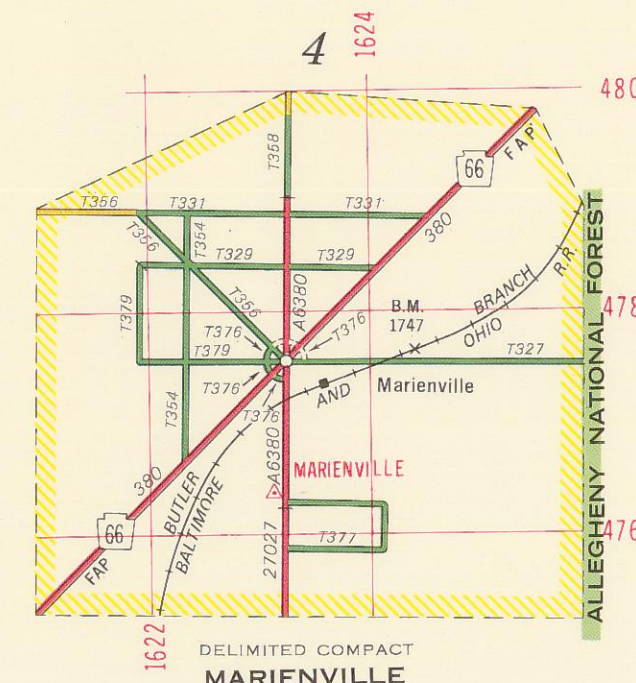 4
1624
480
66
FAP
T358
T356
T331
T331
380
T356
T354
T329
T329
A6380
T356
T379
B.M.
1747
BRANCH
OHIO
R.R.
478
T376
T376
T379
T327
T376
T354
T376
AND
Marienville
A6380
MARIENVILLE
380
BUTLER
BALTIMORE
66
FAP
27027
T377
476
ALLEGHENY NATIONAL FOREST
1622
DELIMITED COMPACT
MARIENVILLE